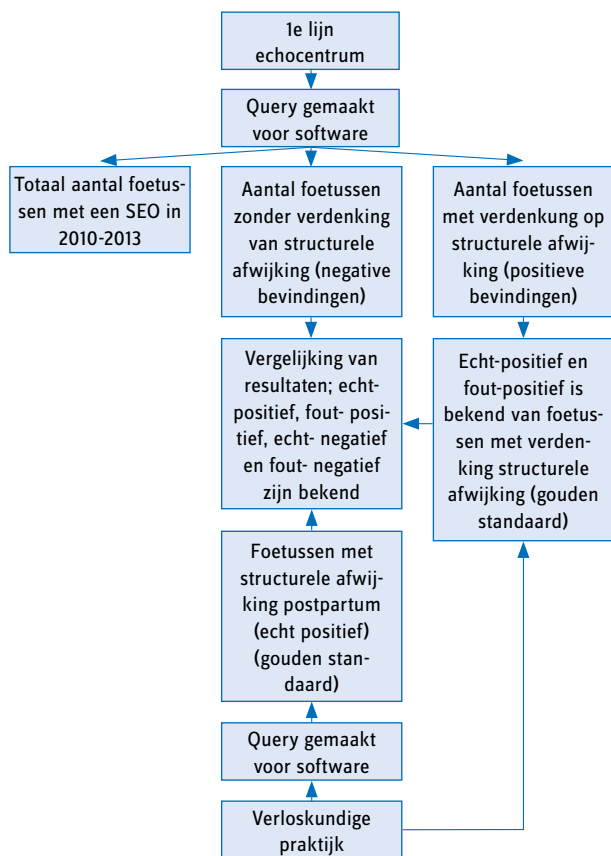 1e lijn
echocentrum
Query gemaakt
voor software
Totaal aantal foetus-
sen met een SEO in
2010-2013
Aantal foetussen
zonder verdenking
van structurele
afwijking (negative
bevindingen)
Aantal foetussen
met verdenkung op
structurele afwij-
king (positieve
bevindingen)
Vergelijking van
resultaten; echt-
positief, fout- posi-
tief, echt- negatief
en fout- negatief
zijn bekend
Echt-positief en
fout-positief is
bekend van foetus-
sen met verden-
king structurele
afwijking (gouden
standaard)
Foetussen met
structurele afwij-
king postpartum
(echt positief)
(gouden stan-
daard)
Query gemaakt
voor software
Verloskundige
praktijk